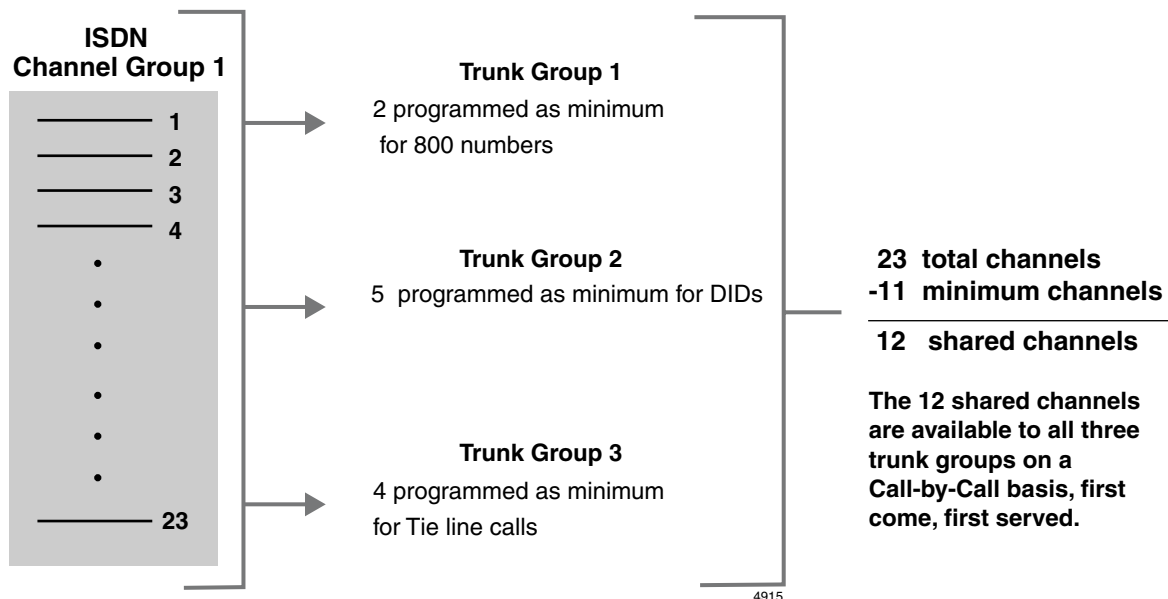 ISDN
Channel Group 1
1
2
3
4
23
Trunk Group 1
2 programmed as minimum
for 800 numbers
Trunk Group 2
5 programmed as minimum for DIDs
Trunk Group 3
4 programmed as minimum
for Tie line calls
23 total channels
-11 minimum channels
12 shared channels
The 12 shared channels
are available to all three
trunk groups on a
Call-by-Call basis, first
come, first served.
4915